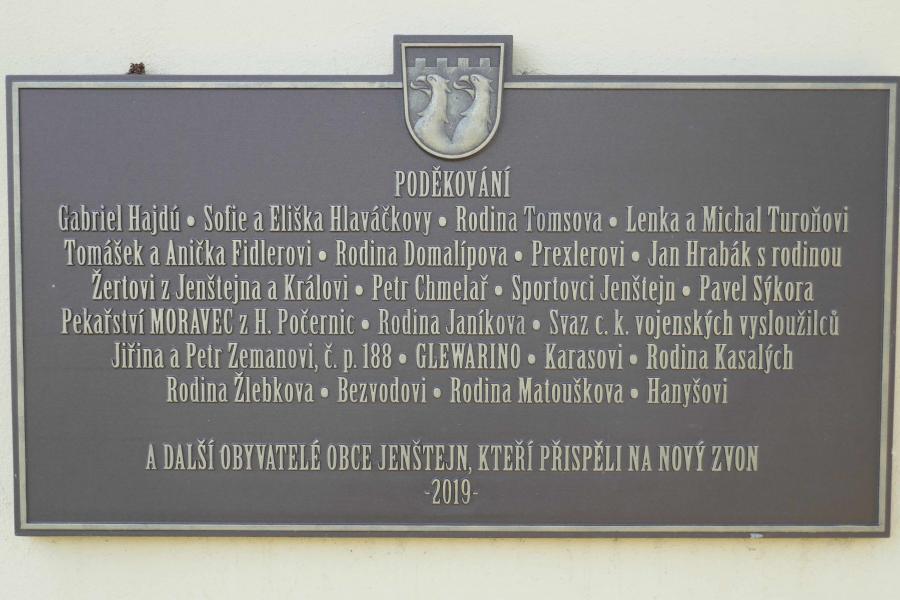 PODĚKOVÁNÍ
Gabriel Hajdú • Sofie a Eliška Hlaváčkovy • Rodina Tomsova • Lenka a Michal Turoňovi
Tomášek a Anička Fidlerovi • Rodina Domalípova • Prexlerovi • Jan Hrabák s rodinou
Žertovi z Jenštejna a Královi • Petr Chmelař • Sportovci Jenštejn • Pavel Sýkora
Pekařství MORAVEC z H. Počernic • Rodina Janíkova • Svaz c. k. vojenských vysloužilců
Jiřina a Petr Zemanovi, č. p. 188 • GLEWARINO • Karasovi • Rodina Kasalých
Rodina Žlebkova • Bezvodovi • Rodina Matouškova • Hanyšovi
A DALŠÍ OBYVATELÉ OBCE JENŠTEJN, KTEŘÍ PŘISPĚLI NA NOVÝ ZVON
-2019-